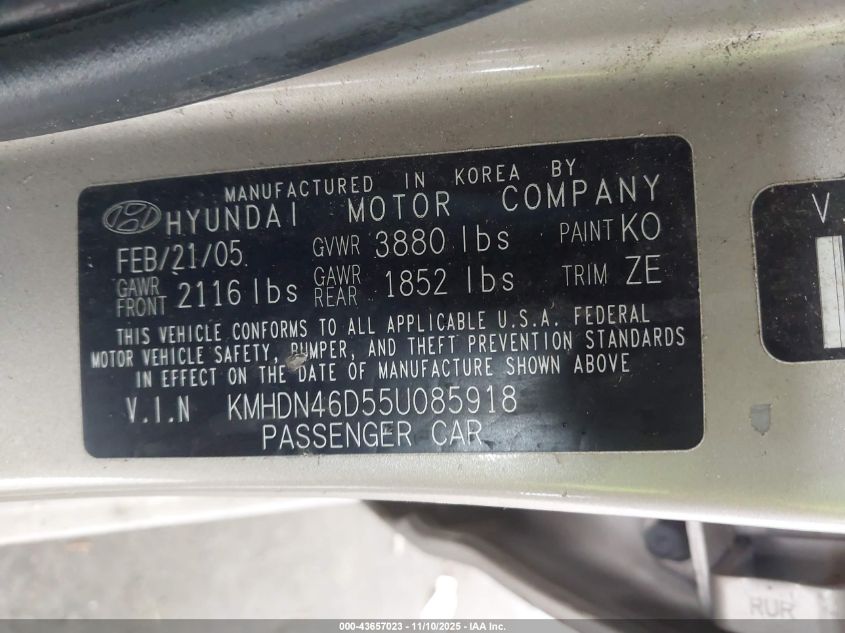 MANUFACTURED IN KOREA BY
HYUNDAI MOTOR COMPANY
FEB/21/05 GVWR 3880 lbs PAINT KO
GAWR FRONT 2116 lbs GAWR REAR 1852 lbs TRIM ZE
THIS VEHICLE CONFORMS TO ALL APPLICABLE U.S.A. FEDERAL
MOTOR VEHICLE SAFETY, BUMPER, AND THEFT PREVENTION STANDARDS
IN EFFECT ON THE DATE OF MANUFACTURE SHOWN ABOVE
V.I.N KMHDN46D55U085918
PASSENGER CAR
V
RUR
000-43657023 — 11/10/2025 — IAA Inc.